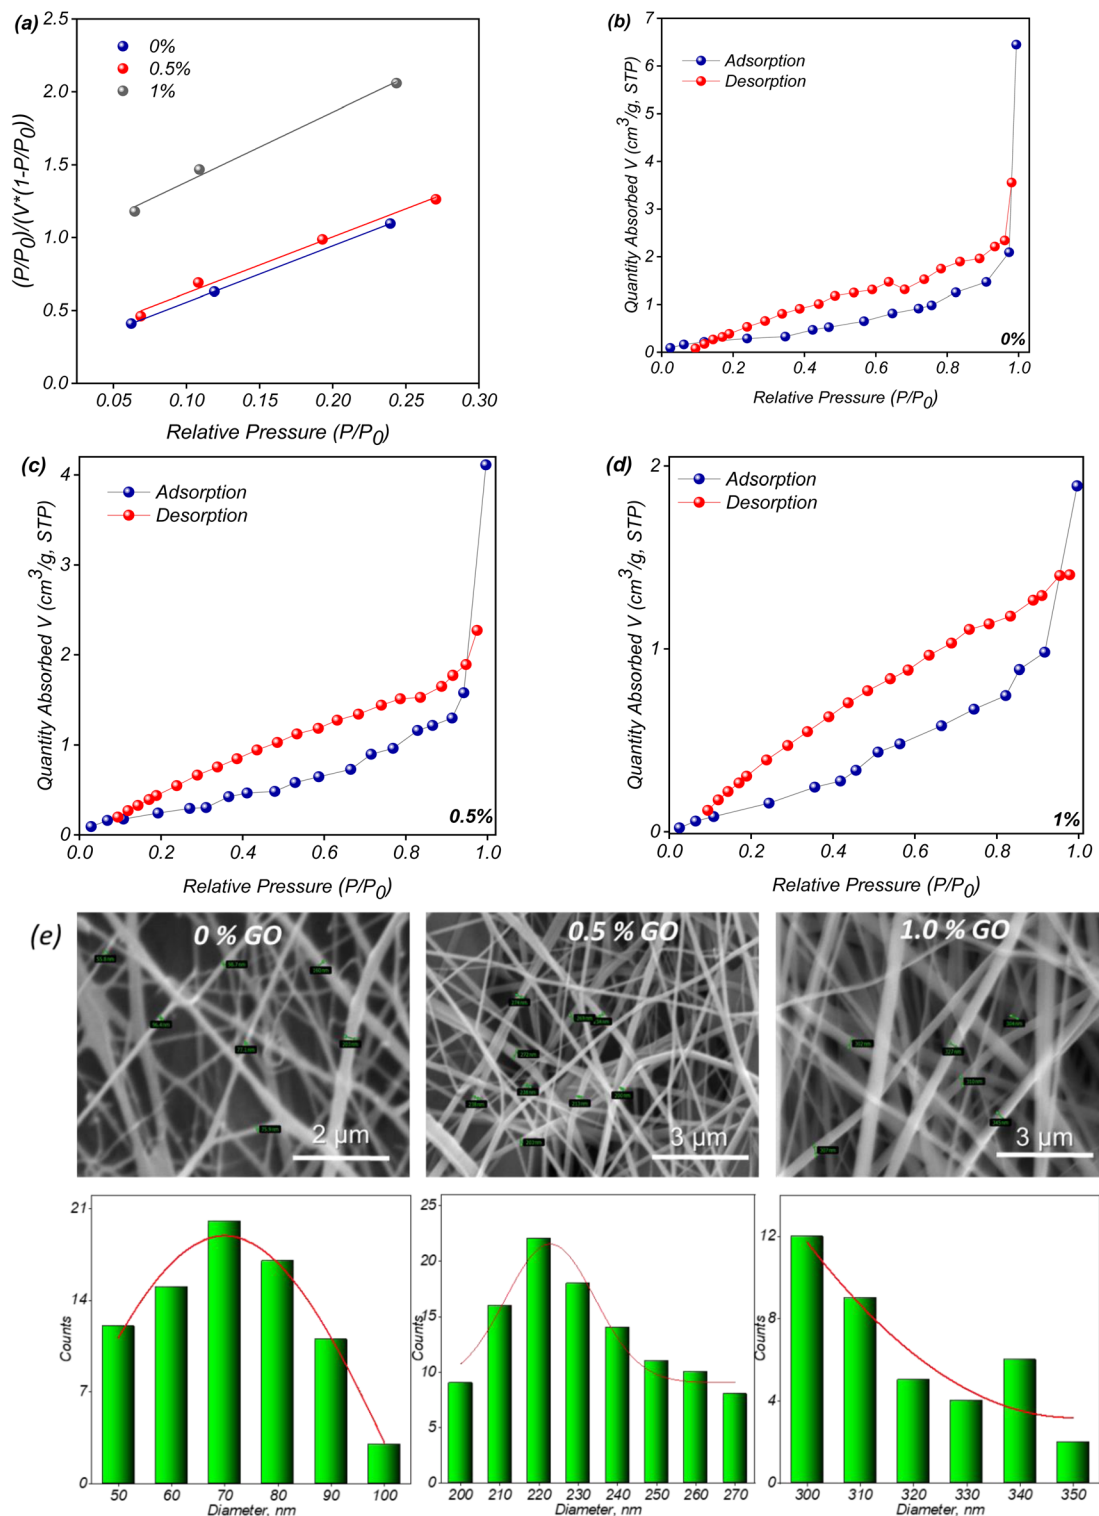 (a)
2.5
2.0
1.5
1.0
0.5
0.0
0%
0.5%
1%
(P/P0)/(V*(1-P/P0))
0.05
0.10
0.15
0.20
0.25
0.30
Relative Pressure (P/P0)
(b)
7
6
5
4
3
2
1
0
Adsorption
Desorption
Quantity Absorbed V (cm3/g, STP)
0%
0.0
0.2
0.4
0.6
0.8
1.0
Relative Pressure (P/P0)
(c)
4
3
2
1
0
Adsorption
Desorption
Quantity Absorbed V (cm3/g, STP)
0.5%
0.0
0.2
0.4
0.6
0.8
1.0
Relative Pressure (P/P0)
(d)
2
1
0
Adsorption
Desorption
Quantity Absorbed V (cm3/g, STP)
1%
0.0
0.2
0.4
0.6
0.8
1.0
Relative Pressure (P/P0)
(e)
0 % GO
2 µm
0.5 % GO
3 µm
1.0 % GO
3 µm
21
14
7
0
Counts
50
60
70
80
90
100
Diameter, nm
25
20
15
10
5
0
Counts
200
210
220
230
240
250
260
270
Diameter, nm
12
8
4
0
Counts
300
310
320
330
340
350
Diameter, nm